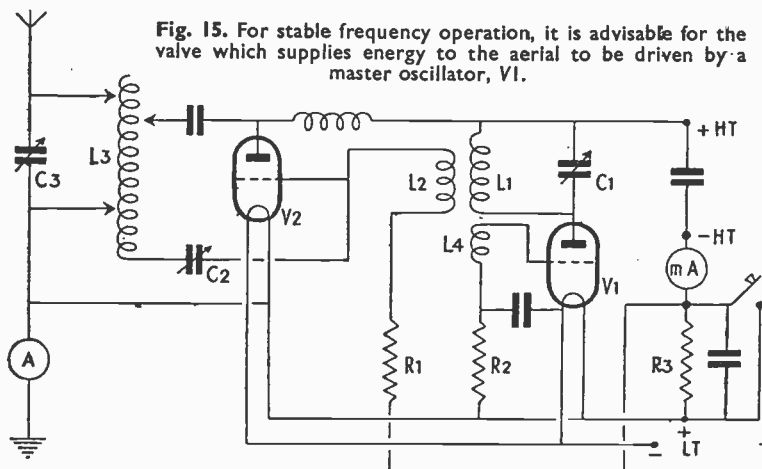 Fig. 15. For stable frequency operation, it is advisable for the
valve which supplies energy to the aerial to be driven by a
master oscillator, V1.
+ HT
L3
C3
L2
L1
C1
V2
- HT
L4
mA
C2
V1
A
R1
R2
R3
+
- LT